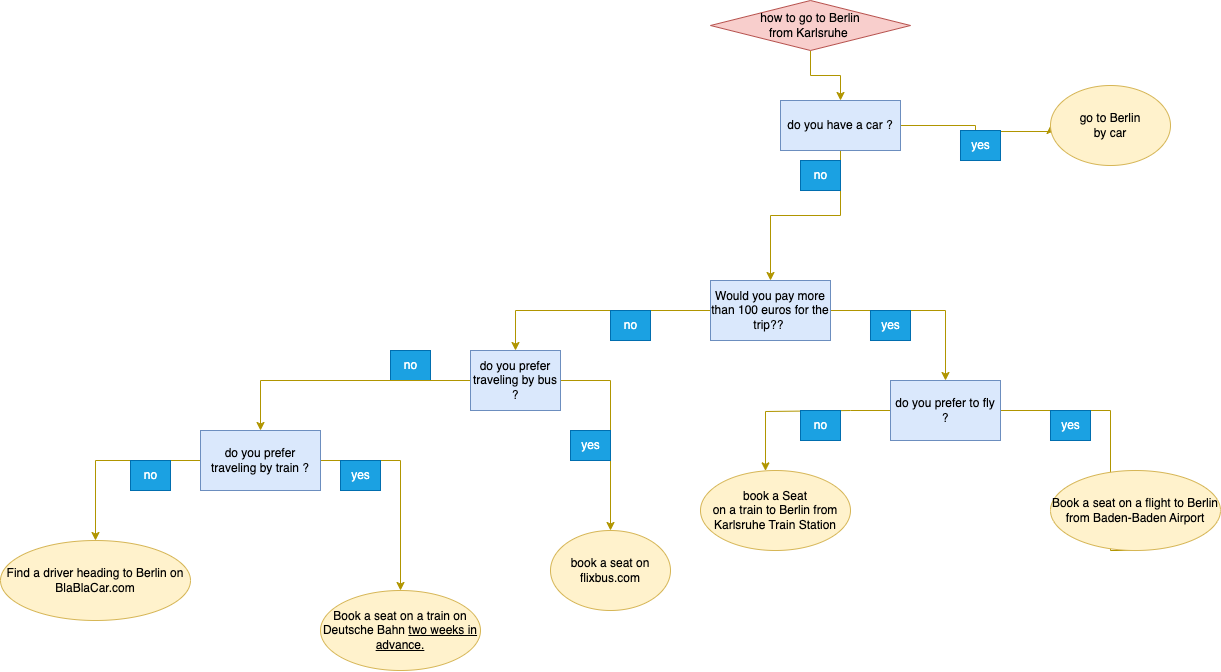 how to go to Berlin
from Karlsruhe
do you have a car ?
go to Berlin
by car
yes
no
Would you pay more
than 100 euros for the
trip??
no
yes
do you prefer
traveling by bus
?
no
do you prefer to fly
?
no
yes
yes
do you prefer
traveling by train ?
no
yes
book a Seat
on a train to Berlin from
Karlsruhe Train Station
Book a seat on a flight to Berlin
from Baden-Baden Airport
Find a driver heading to Berlin on
BlaBlaCar.com
book a seat on
flixbus.com
Book a seat on a train on
Deutsche Bahn two weeks in
advance.